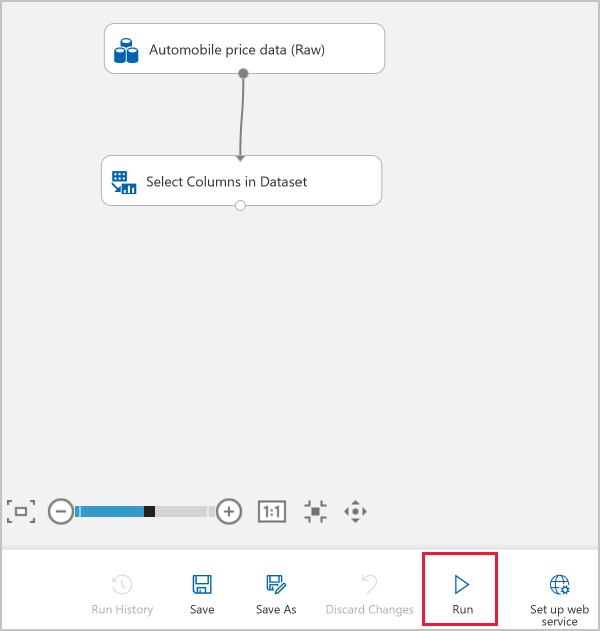 Automobile price data (Raw)
Select Columns in Dataset
1:1
Run History
Save
Save As
Discard Changes
Run
Set up web
service